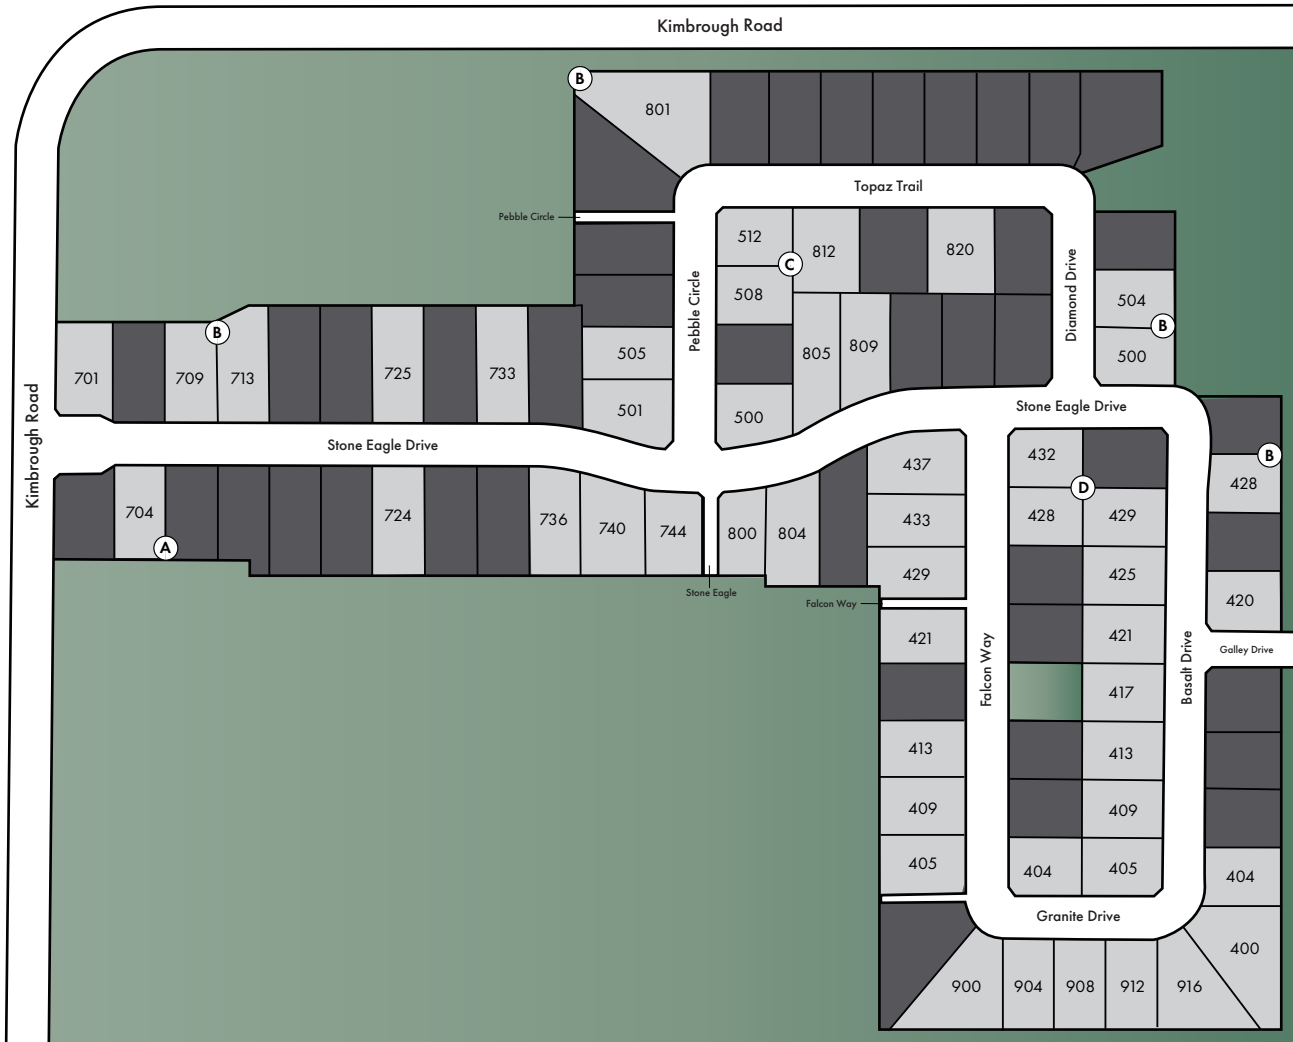 Kimbrough Road
B
801
Topaz Trail
Pebble Circle
512
812
820
C
508
Pebble Circle
Diamond Drive
504
B
500
B
701
709
713
725
733
505
501
805
809
500
Kimbrough Road
Stone Eagle Drive
Stone Eagle Drive
704
A
724
736
740
744
800
804
437
433
429
432
D
428
429
B
428
425
420
Stone Eagle
Falcon Way
421
Falcon Way
421
Basalt Drive
Galley Drive
417
413
413
409
409
405
404
405
404
Granite Drive
900
904
908
912
916
400